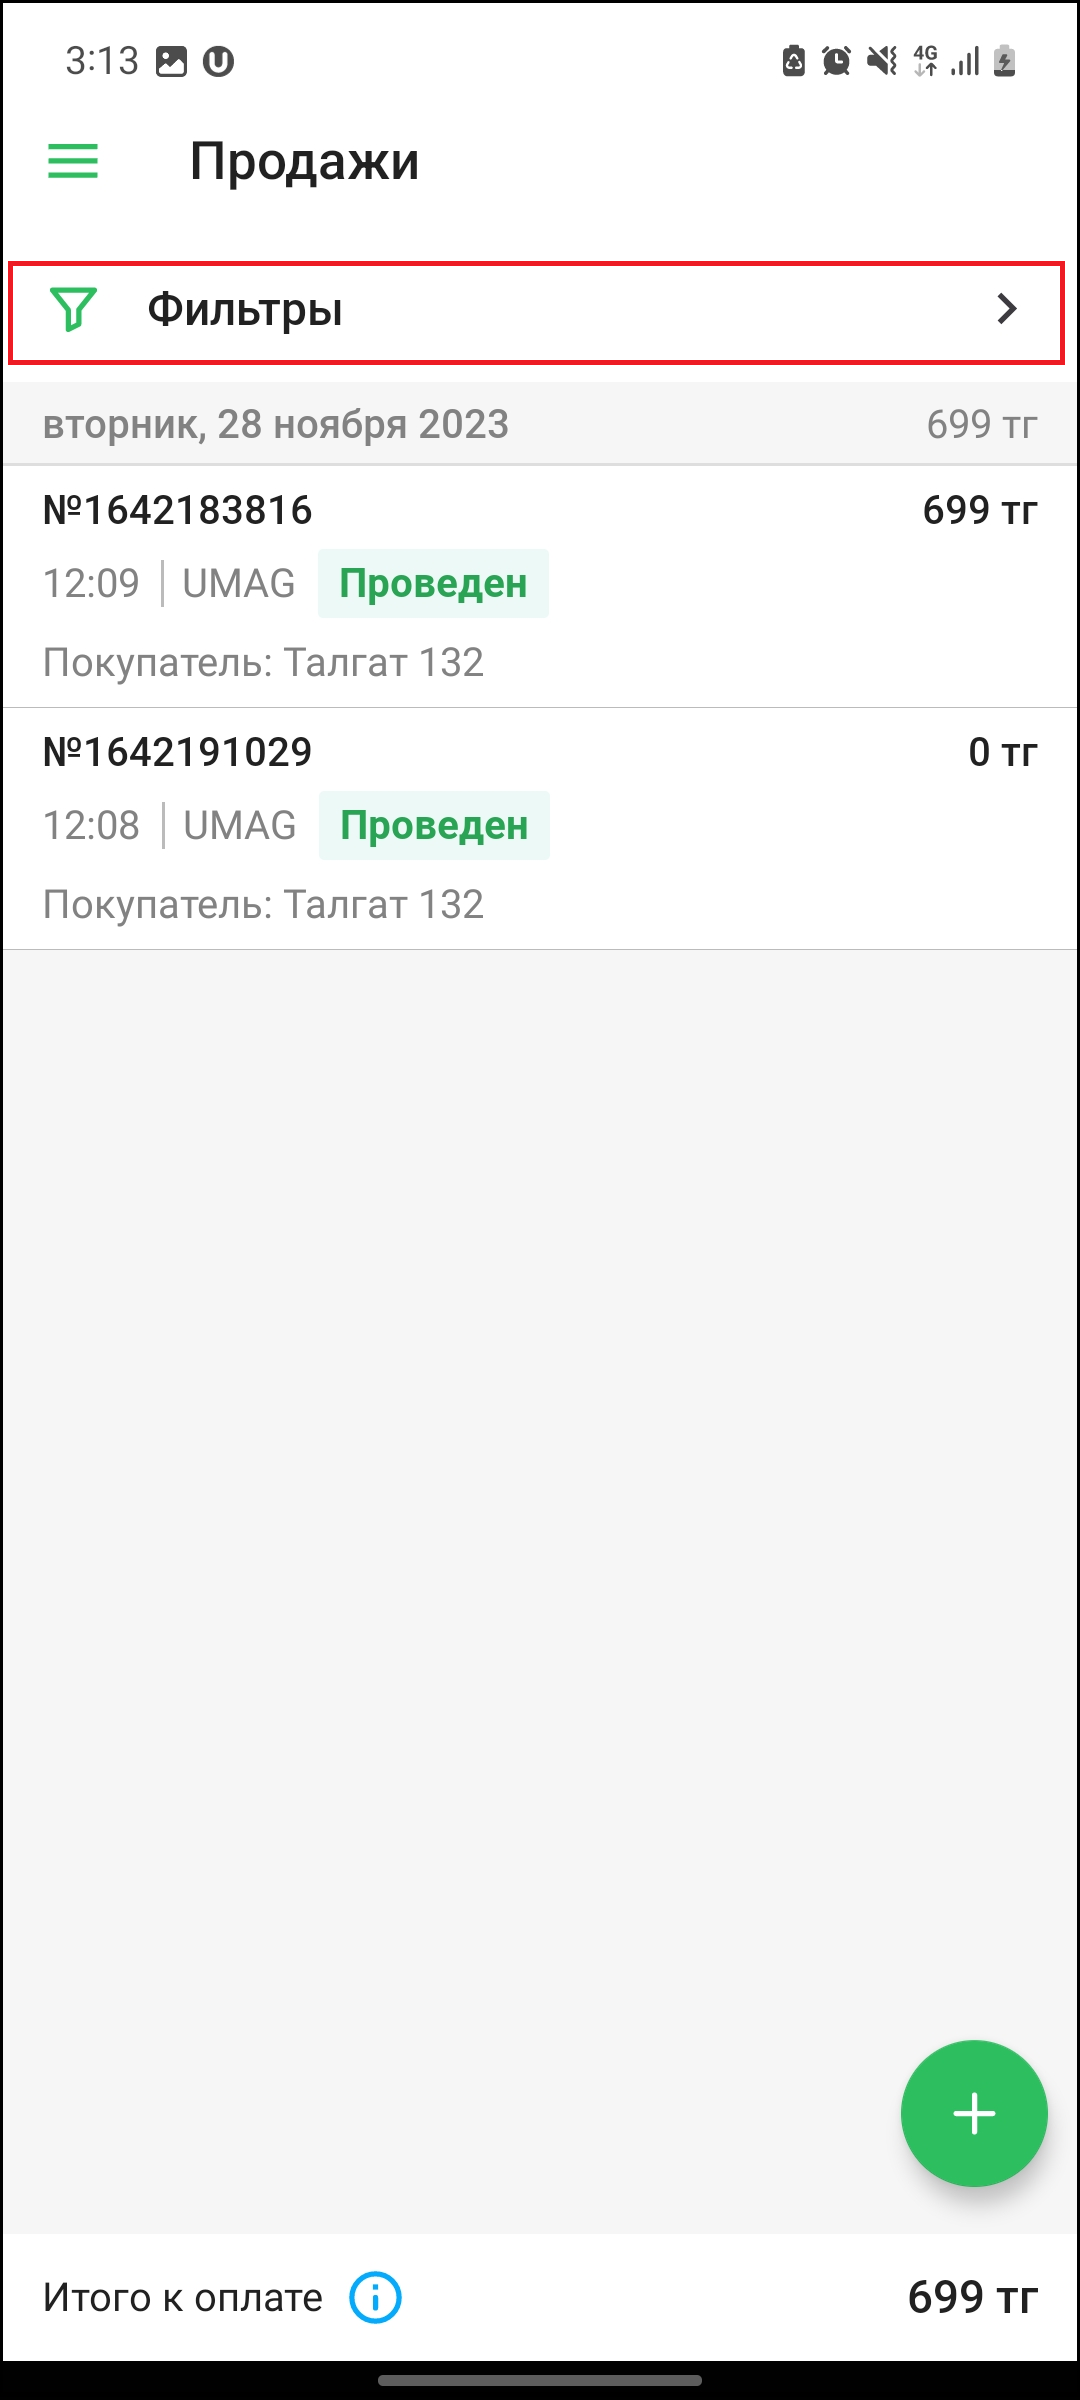 3:13
4G
Продажи
Фильтры
вторник, 28 ноября 2023 699 тг
№1642183816 699 тг
12:09 UMAG Проведен
Покупатель: Талгат 132
№1642191029 0 тг
12:08 UMAG Проведен
Покупатель: Талгат 132
Итого к оплате 699 тг